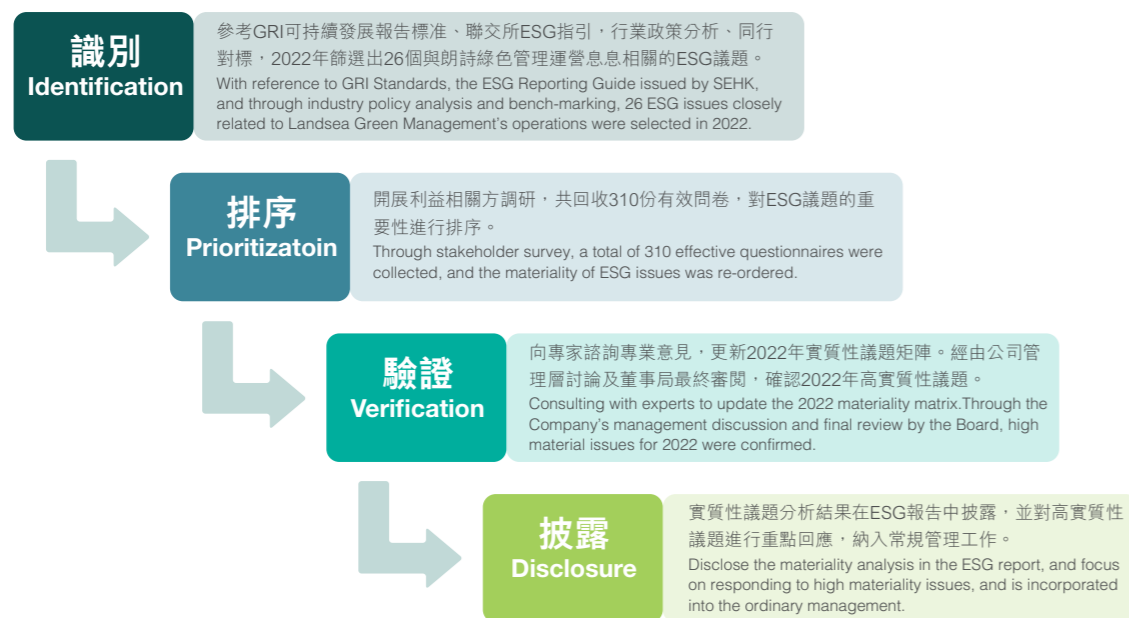 識別
Identification
參考GRI可持續發展報告標准、聯交所ESG指引，行業政策分析、同行
對標，2022年篩選出26個與朗詩綠色管理運營息息相關的ESG議題。
With reference to GRI Standards, the ESG Reporting Guide issued by SEHK,
and through industry policy analysis and bench-marking, 26 ESG issues closely
related to Landsea Green Management's operations were selected in 2022.
排序
Prioritizatoin
開展利益相關方調研，共回收310份有效問卷，對ESG議題的重
要性進行排序。
Through stakeholder survey, a total of 310 effective questionnaires were
collected, and the materiality of ESG issues was re-ordered.
驗證
Verification
向專家諮詢專業意見，更新2022年實質性議題矩陣。經由公司管
理層討論及董事局最終審閱，確認2022年高實質性議題。
Consulting with experts to update the 2022 materiality matrix.Through the
Company's management discussion and final review by the Board, high
material issues for 2022 were confirmed.
披露
Disclosure
實質性議題分析結果在ESG報告中披露，並對高實質性
議題進行重點回應，納入常規管理工作。
Disclose the materiality analysis in the ESG report, and focus
on responding to high materiality issues, and is incorporated
into the ordinary management.